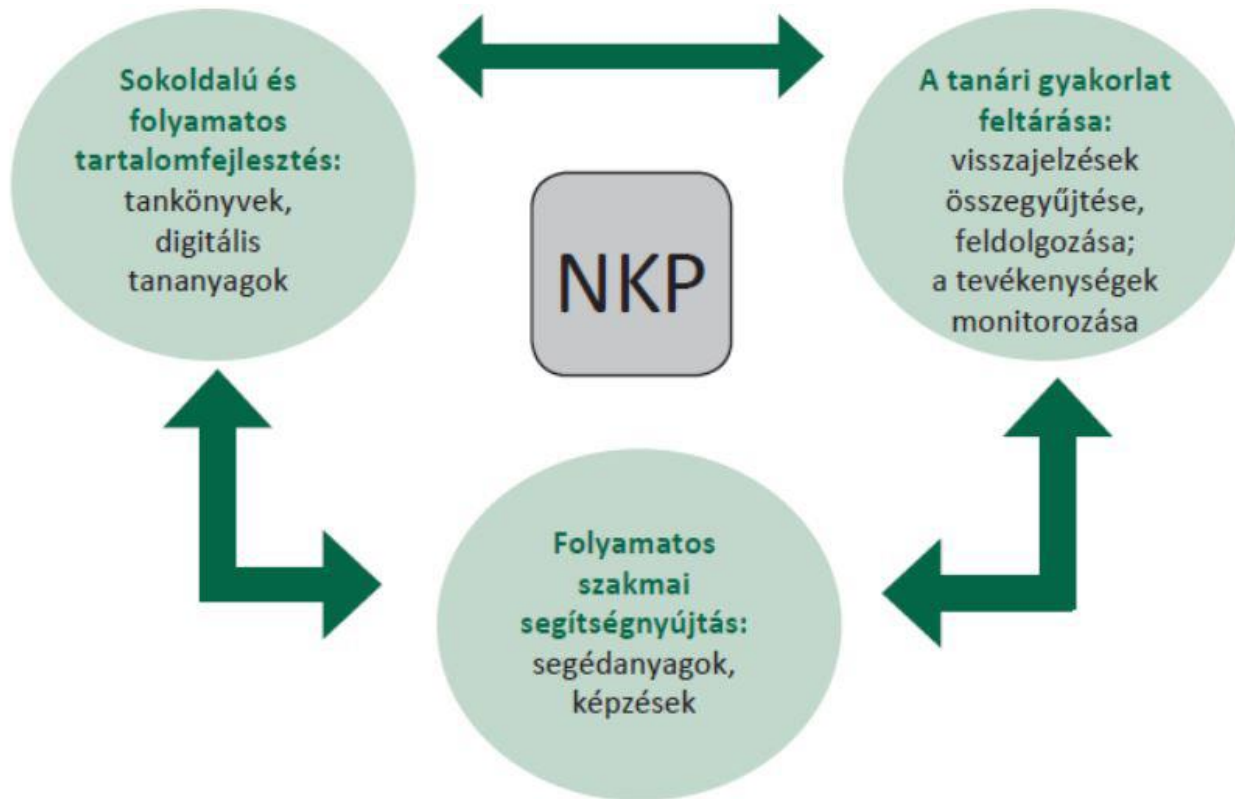 Sokoldalú és
folyamatos
tartalomfejlesztés:
tankönyvek,
digitális
tananyagok
A tanári gyakorlat
feltárása:
visszajelzések
összegyűjtése,
feldolgozása;
a tevékenységek
monitorozása
NKP
Folyamatos
szakmai
segítségnyújtás:
segédanyagok,
képzések